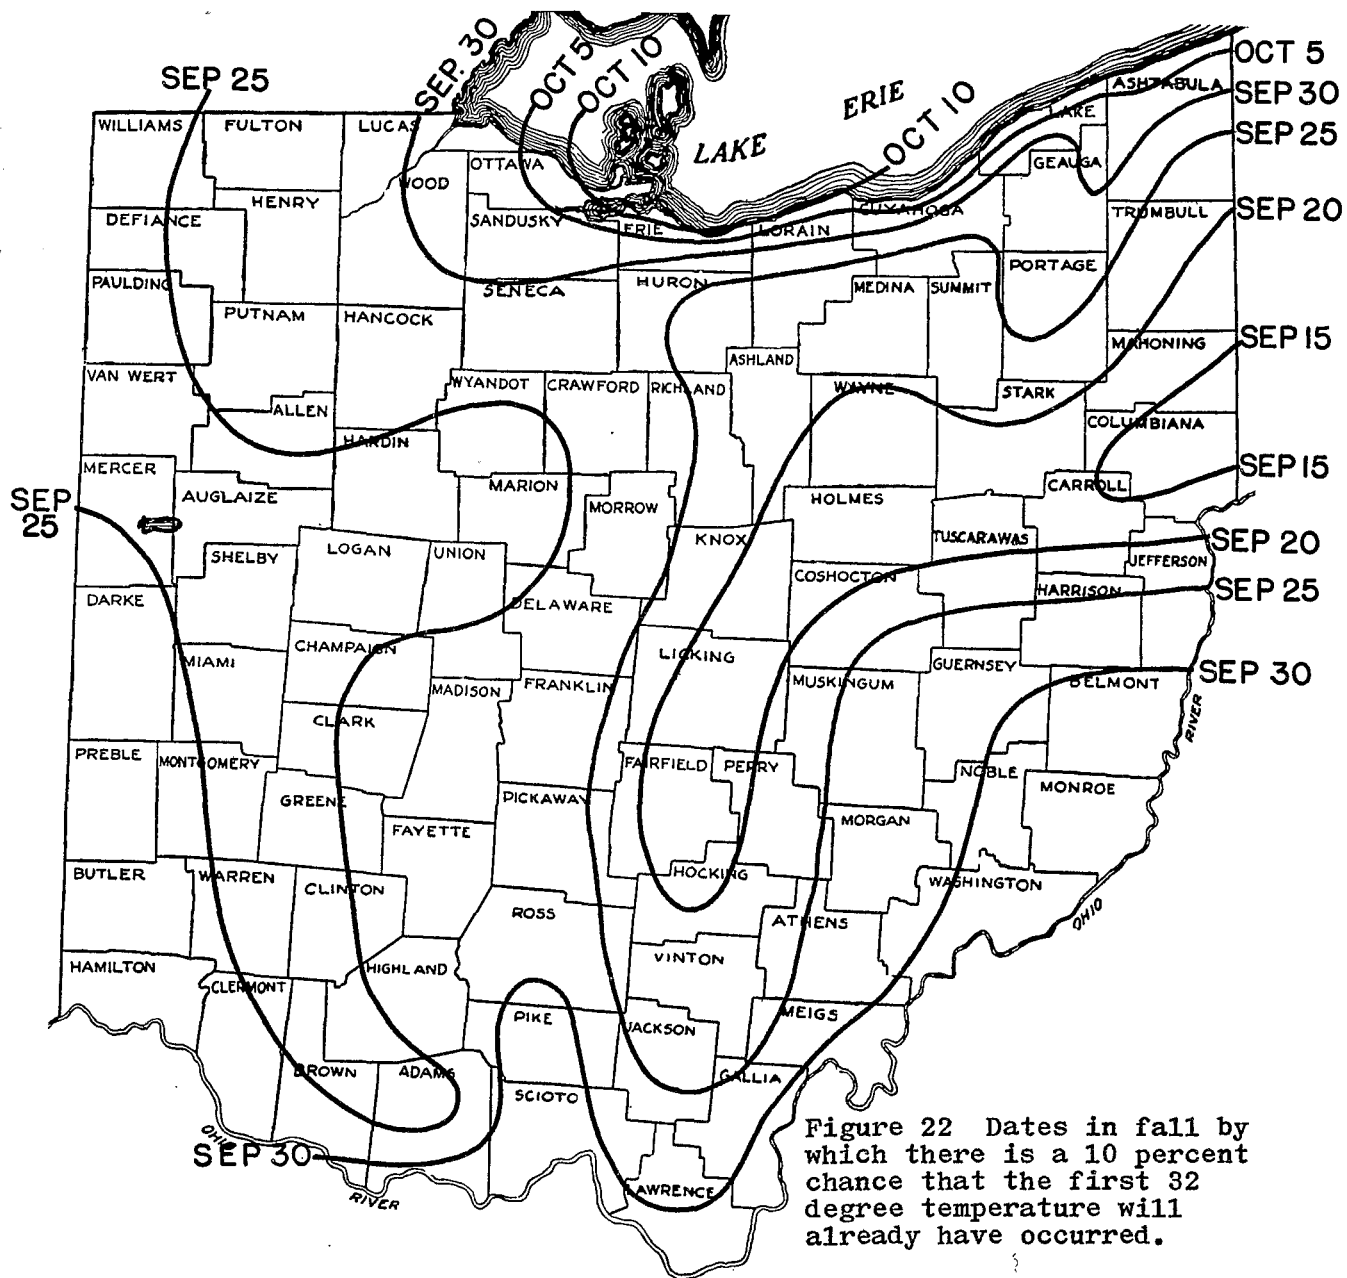 SEP 25
SEP. 30
OCT 5
OCT 10
LAKE
ERIE
OCT 10
OCT 5
SEP 30
SEP 25
SEP 20
SEP 15
SEP 15
SEP 20
SEP 25
SEP 30
SEP
25
SEP 30
WILLIAMS
FULTON
LUCAS
OTTAWA
WOOD
HENRY
DEFIANCE
SANDUSKY
ERIE
LORAIN
CUYAHOGA
LAKE
ASHTABULA
GEAUGA
TRUMBULL
PAULDING
PUTNAM
HANCOCK
SENECA
HURON
MEDINA
SUMMIT
PORTAGE
MAHONING
VAN WERT
ALLEN
WYANDOT
CRAWFORD
RICHLAND
ASHLAND
WAYNE
STARK
COLUMBIANA
HARDIN
MERCER
AUGLAIZE
MARION
MORROW
HOLMES
CARROLL
SHELBY
LOGAN
UNION
KNOX
TUSCARAWAS
JEFFERSON
COSHOCTON
HARRISON
DARKE
DELAWARE
MIAMI
CHAMPAIGN
LICKING
GUERNSEY
BELMONT
MADISON
FRANKLIN
MUSKINGUM
CLARK
PREBLE
MONTGOMERY
FAIRFIELD
PERRY
NOBLE
MONROE
GREENE
PICKAWAY
FAYETTE
MORGAN
BUTLER
WARREN
CLINTON
HOCKING
WASHINGTON
ROSS
ATHENS
HAMILTON
CLERMONT
HIGHLAND
VINTON
PIKE
JACKSON
MEIGS
BROWN
ADAMS
SCIOTO
GALLIA
LAWRENCE
OHIO
RIVER
OHIO
RIVER
Figure 22 Dates in fall by
which there is a 10 percent
chance that the first 32
degree temperature will
already have occurred.